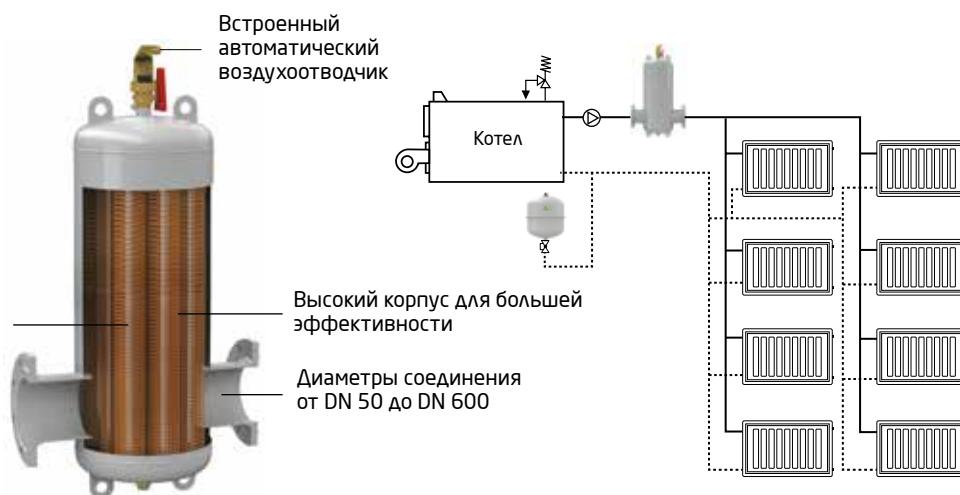 Встроенный
автоматический
воздухоотводчик
Котел
Высокий корпус для большей
эффективности
Диаметры соединения
от DN 50 до DN 600